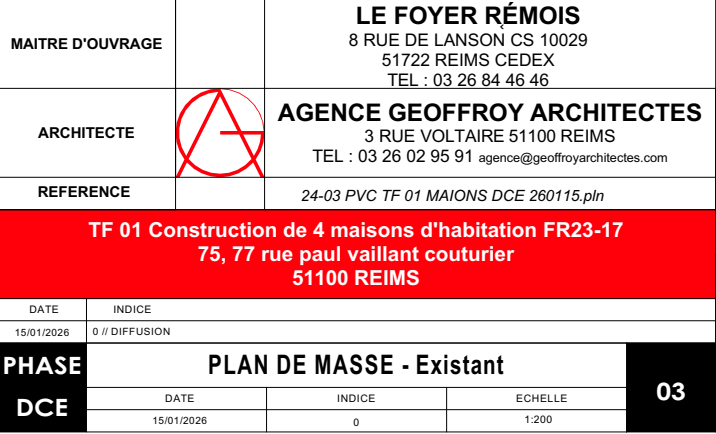 MAITRE D'OUVRAGE
LE FOYER RÉMOIS
8 RUE DE LANSON CS 10029
51722 REIMS CEDEX
TEL : 03 26 84 46 46
ARCHITECTE
AGENCE GEOFFROY ARCHITECTES
3 RUE VOLTAIRE 51100 REIMS
TEL : 03 26 02 95 91 agence@geoffroyarchitectes.com
REFERENCE
24-03 PVC TF 01 MAIONS DCE 260115.pln
TF 01 Construction de 4 maisons d'habitation FR23-17
75, 77 rue paul vaillant couturier
51100 REIMS
DATE INDICE
15/01/2026 0 // DIFFUSION
PHASE
DCE
PLAN DE MASSE - Existant
DATE INDICE ECHELLE
15/01/2026 0 1:200
03